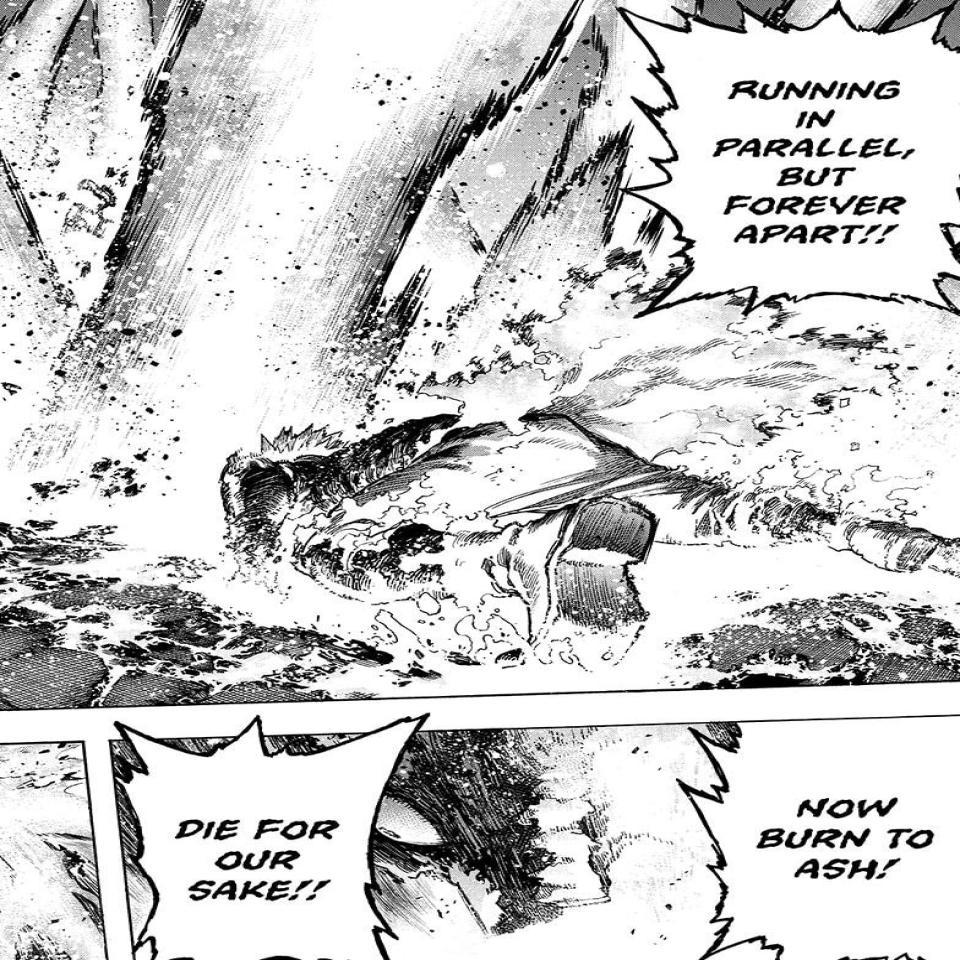 RUNNING
IN
PARALLEL,
BUT
FOREVER
APART!!
DIE FOR
OUR
SAKE!!
NOW
BURN TO
ASH!